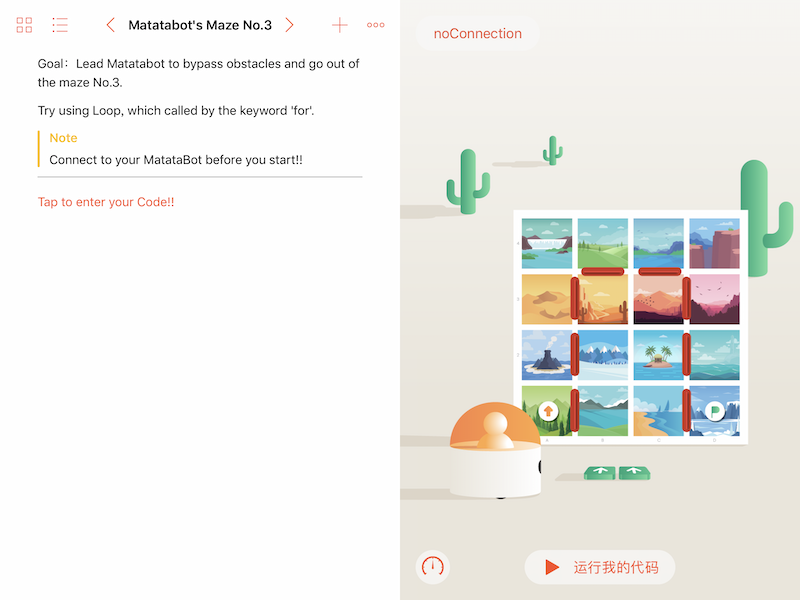 Matatabot's Maze No.3
Goal：Lead Matatabot to bypass obstacles and go out of
the maze No.3.
Try using Loop, which called by the keyword 'for'.
Note
Connect to your MatataBot before you start!!
Tap to enter your Code!!
noConnection
运行我的代码